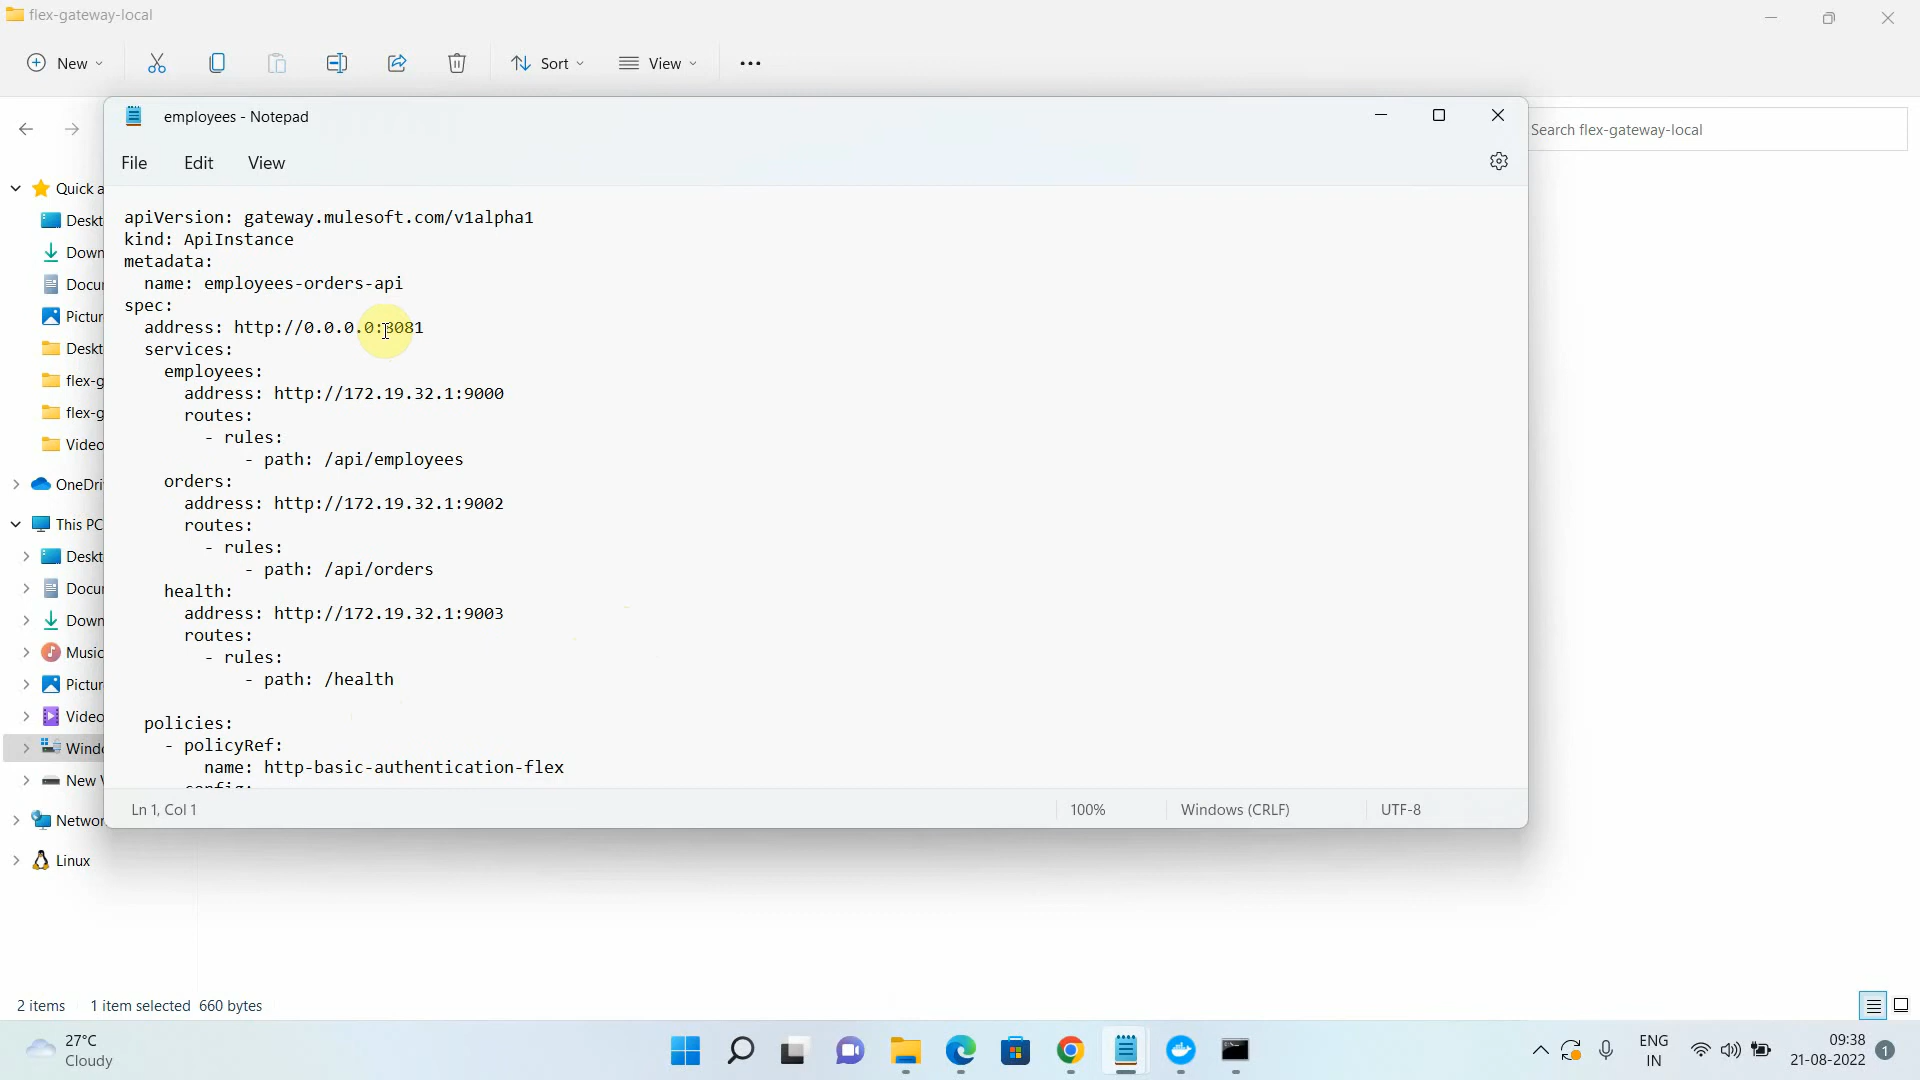 flex-gateway-local
New
Sort
View
employees - Notepad
Search flex-gateway-local
File
Edit
View
apiVersion: gateway.mulesoft.com/v1alpha1
kind: ApiInstance
metadata:
name: employees-orders-api
spec:
address: http://0.0.0.0:8081
services:
employees:
address: http://172.19.32.1:9000
routes:
- rules:
- path: /api/employees
orders:
address: http://172.19.32.1:9002
routes:
- rules:
- path: /api/orders
health:
address: http://172.19.32.1:9003
routes:
- rules:
- path: /health
policies:
- policyRef:
name: http-basic-authentication-flex
config:
Ln 1, Col 1
100%
Windows (CRLF)
UTF-8
Quick a
Deskt
Down
Docur
Pictur
Deskt
flex-g
flex-g
Video
OneDri
This PC
Deskt
Docur
Down
Music
Pictur
Video
Windo
New V
Networ
Linux
2 items
1 item selected 660 bytes
27°C
Cloudy
ENG
IN
09:38
21-08-2022
1